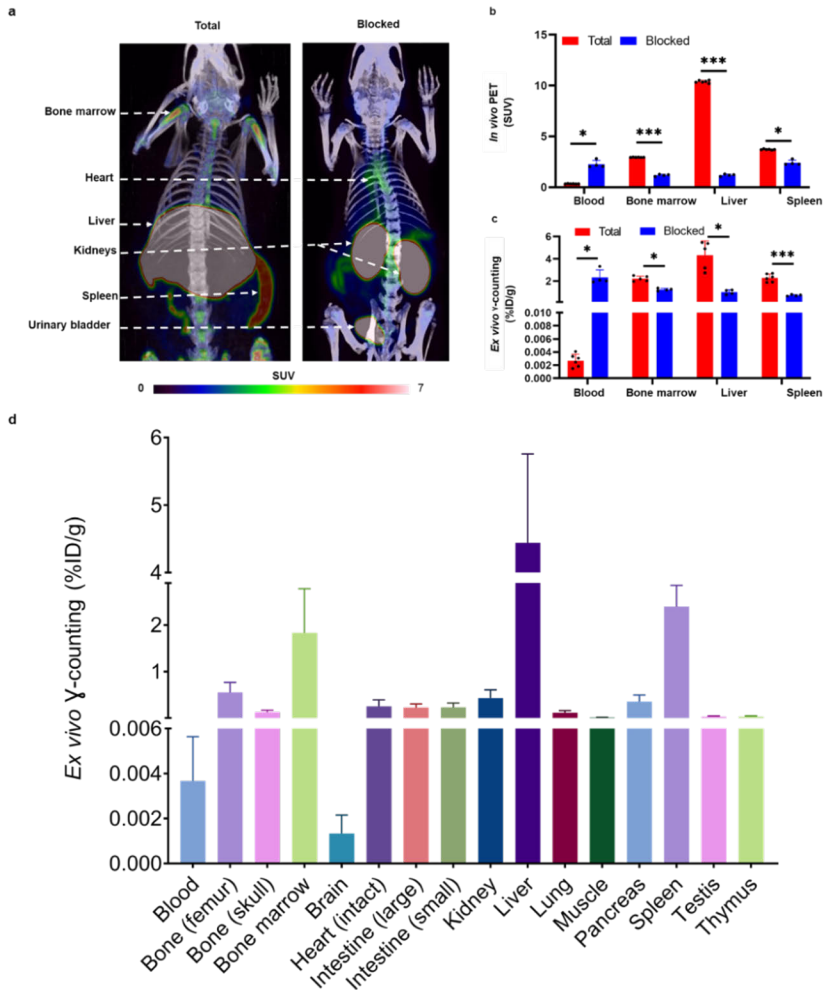 a
Total
Blocked
Bone marrow
Heart
Liver
Kidneys
Spleen
Urinary bladder
SUV
0
7
b
Total
Blocked
In vivo PET
(SUV)
15
10
5
0
*
***
***
*
Blood
Bone marrow
Liver
Spleen
c
Total
Blocked
Ex vivo γ-counting
(%ID/g)
6
4
2
0.010
0.008
0.006
0.004
0.002
0.000
*
*
*
***
Blood
Bone marrow
Liver
Spleen
d
Ex vivo Ɣ-counting (%ID/g)
6
5
4
2
1
0.006
0.004
0.002
0.000
Blood
Bone (femur)
Bone (skull)
Bone marrow
Brain
Heart (intact)
Intestine (large)
Intestine (small)
Kidney
Liver
Lung
Muscle
Pancreas
Spleen
Testis
Thymus